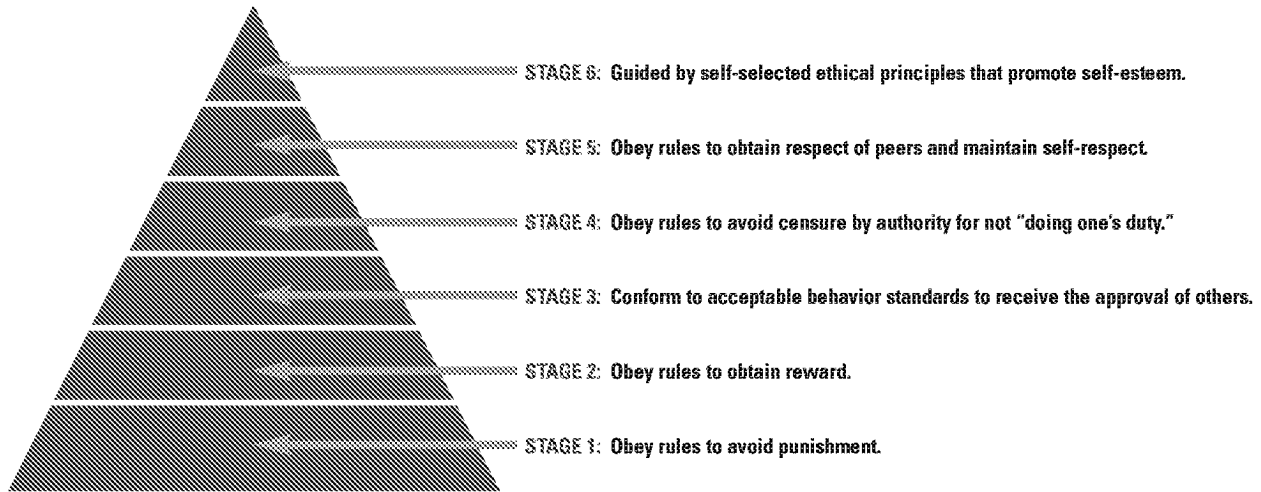 STAGE 6: Guided by self-selected ethical principles that promote self-esteem.
STAGE 5: Obey rules to obtain respect of peers and maintain self-respect.
STAGE 4: Obey rules to avoid censure by authority for not "doing one's duty."
STAGE 3: Conform to acceptable behavior standards to receive the approval of others.
STAGE 2: Obey rules to obtain reward.
STAGE 1: Obey rules to avoid punishment.